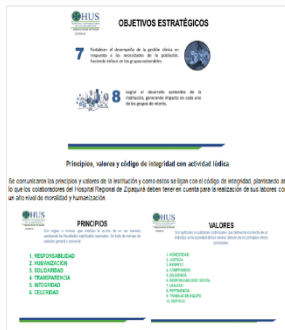 HUS
OBJETIVOS ESTRATÉGICOS
7 Fortalecer el desempeño de la gestión clínica en
respuesta a las necesidades de la población,
haciendo énfasis en los grupos vulnerables.
8 Lograr el desarrollo sostenible de la
institución, generando impacto en cada uno
de los grupos de interés.
Principios, valores y código de integridad con actividad lúdica.
Se comunicaron los principios y valores de la institución y como estos se ligan con el código de integridad, planteando así
lo que los colaboradores del Hospital Regional de Zipaquirá deben tener en cuenta para la realización de sus labores con
un alto nivel de moralidad y humanización.
HUS
PRINCIPIOS
1. RESPONSABILIDAD
2. HUMANIZACIÓN
3. SOLIDARIDAD
4. TRANSPARENCIA
5. INTEGRIDAD
6. CELERIDAD
HUS
VALORES
1. HONESTIDAD
2. JUSTICIA
3. RESPETO
4. COMPROMISO
5. DILIGENCIA
6. RESPONSABILIDAD SOCIAL
7. LEALTAD
8. PERTENENCIA
9. TRABAJO EN EQUIPO
10. SERVICIO